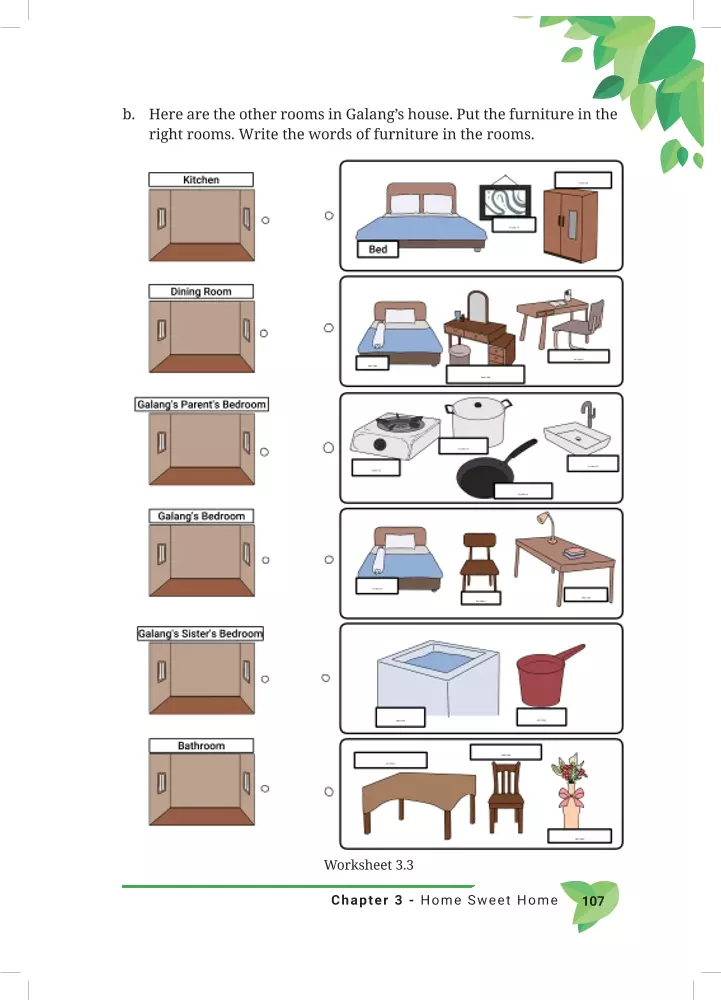 b. Here are the other rooms in Galang’s house. Put the furniture in the
right rooms. Write the words of furniture in the rooms.
Kitchen
Bed
Dining Room
Galang's Parent's Bedroom
Galang's Bedroom
Galang's Sister's Bedroom
Bathroom
Worksheet 3.3
Chapter 3 - Home Sweet Home 107